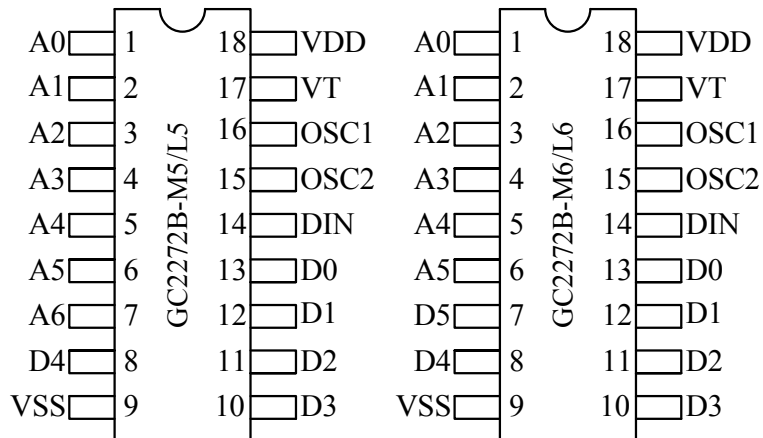 A0 1 18 VDD
A1 2 17 VT
A2 3 16 OSC1
A3 4 15 OSC2
A4 5 14 DIN
A5 6 13 D0
A6 7 12 D1
D4 8 11 D2
VSS 9 10 D3
GC2272B-M5/L5
A0 1 18 VDD
A1 2 17 VT
A2 3 16 OSC1
A3 4 15 OSC2
A4 5 14 DIN
A5 6 13 D0
D5 7 12 D1
D4 8 11 D2
VSS 9 10 D3
GC2272B-M6/L6